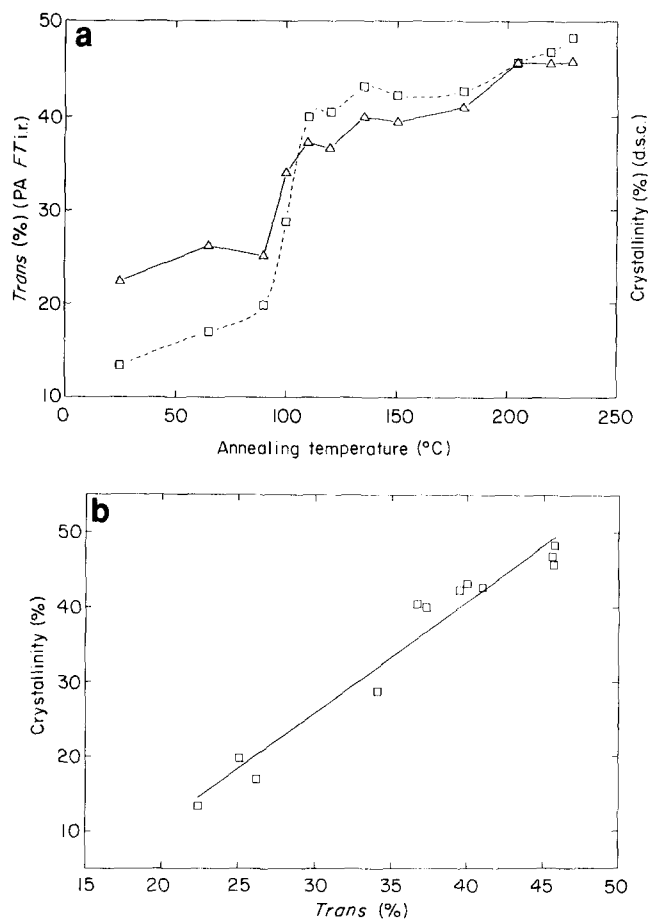 a
50
40
30
20
10
Trans (%) (PA FT i.r.)
Crystallinity (%) (d.s.c.)
0 50 100 150 200 250
Annealing temperature (°C)
b
50
40
30
20
10
Crystallinity (%)
15 20 25 30 35 40 45 50
Trans (%)